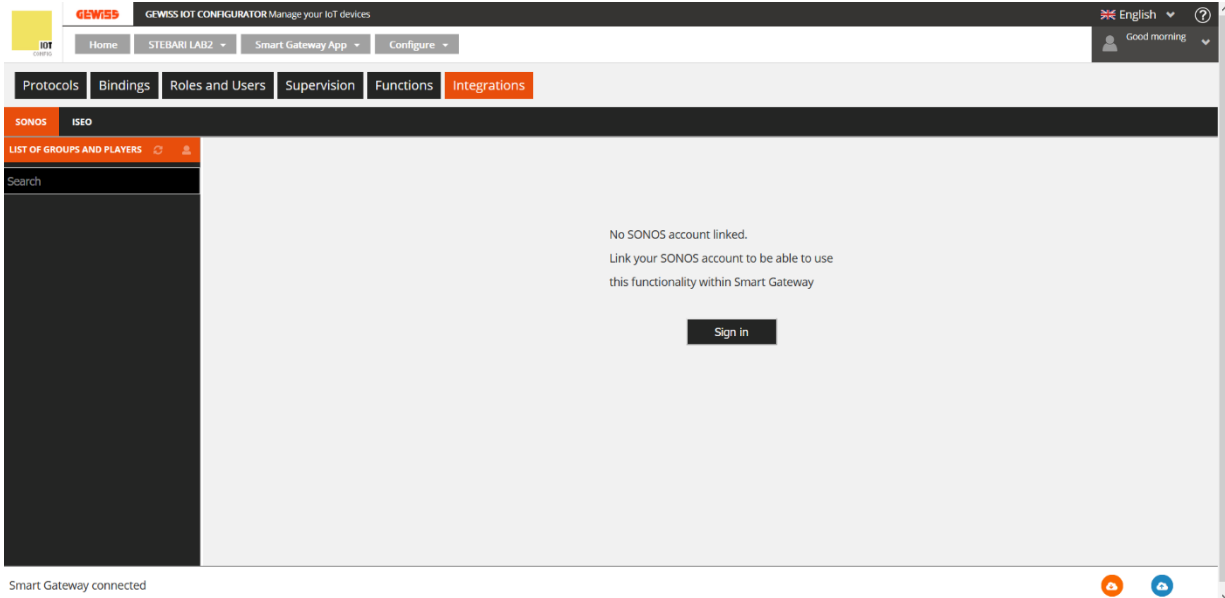 GEWISS GEWISS IOT CONFIGURATOR Manage your IoT devices English ?
IOT CONFIG Home STEBARI LAB2 Smart Gateway App Configure Good morning
Protocols Bindings Roles and Users Supervision Functions Integrations
SONOS ISEO
LIST OF GROUPS AND PLAYERS
Search
No SONOS account linked.
Link your SONOS account to be able to use
this functionality within Smart Gateway
Sign in
Smart Gateway connected